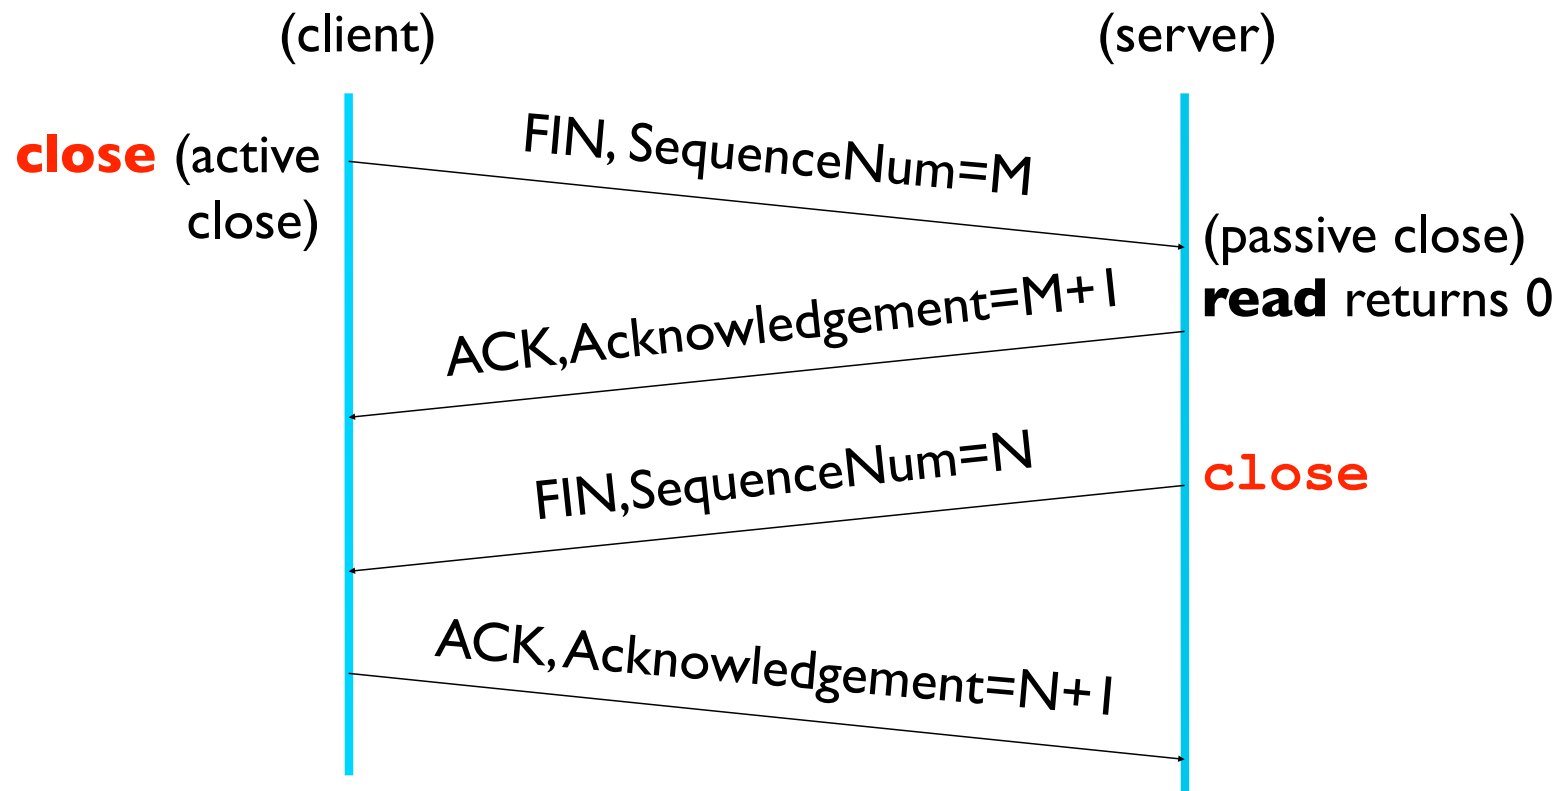 (client)
(server)
close (active
close)
FIN, SequenceNum=M
(passive close)
read returns 0
ACK,Acknowledgement=M+1
FIN,SequenceNum=N
close
ACK, Acknowledgement=N+1